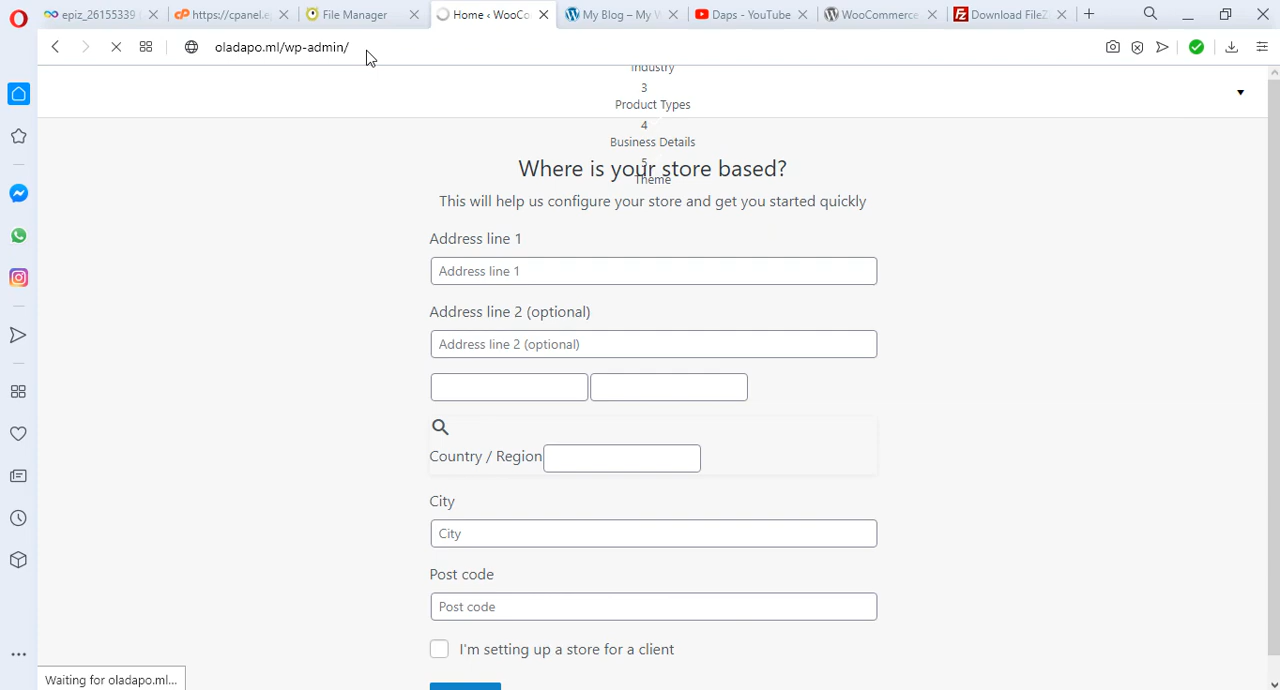 epiz_26155339
https://cpanel.e
File Manager
Home ‹ WooCo
My Blog – My W
Daps - YouTube
WooCommerce
Download FileZ
oladapo.ml/wp-admin/
Industry
3
Product Types
4
Business Details
5
Theme
Where is your store based?
This will help us configure your store and get you started quickly
Address line 1
Address line 1
Address line 2 (optional)
Address line 2 (optional)
Country / Region
City
City
Post code
Post code
I'm setting up a store for a client
Waiting for oladapo.ml...